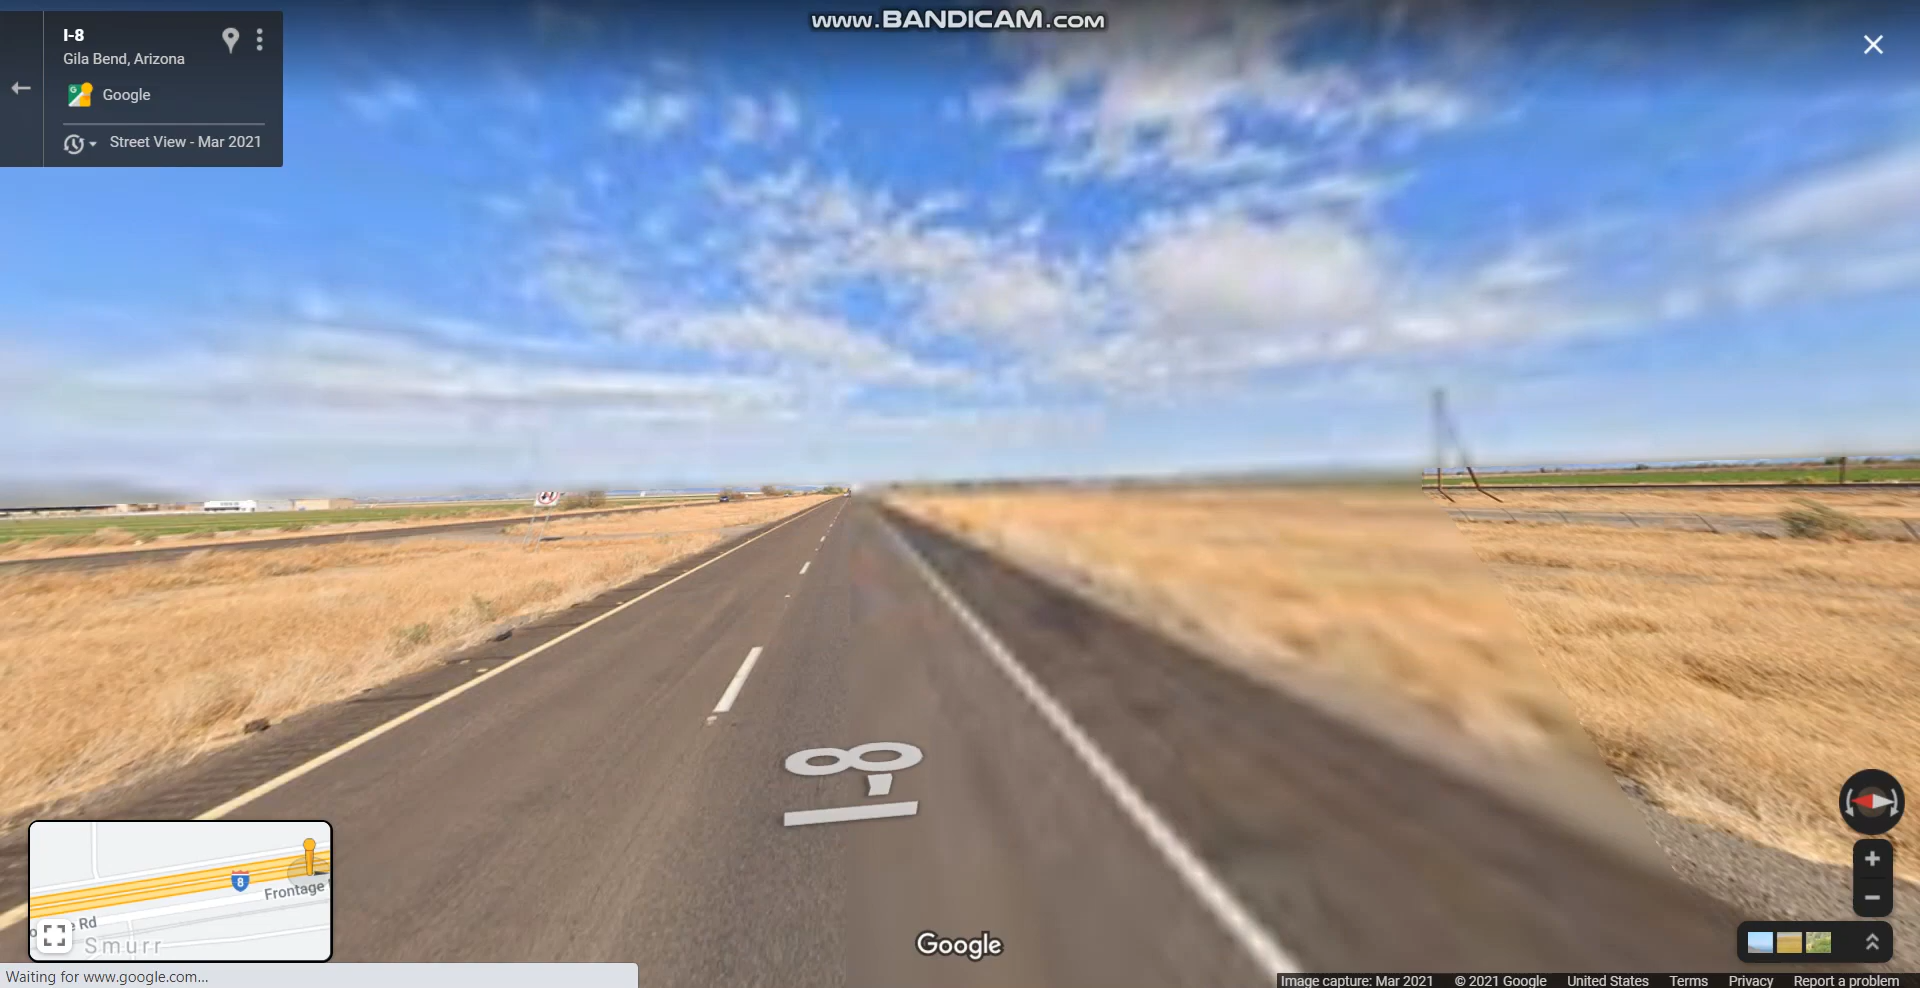 www.BANDICAM.com
I-8
Gila Bend, Arizona
Google
Street View - Mar 2021
I-8
8
Frontage
e Rd
Smurr
Google
Waiting for www.google.com...
Image capture: Mar 2021 © 2021 Google United States Terms Privacy Report a problem